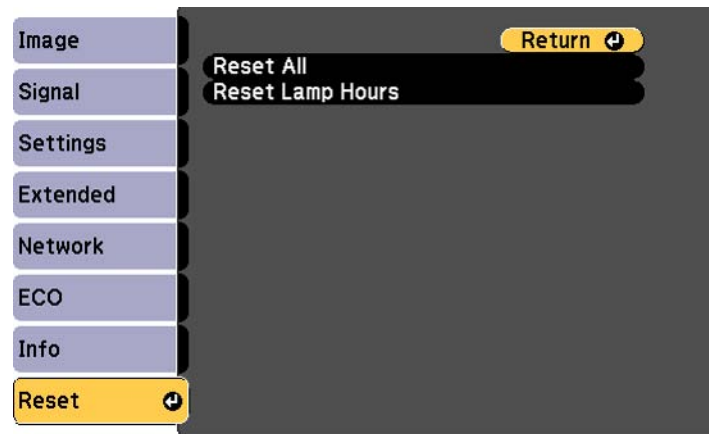 Image
Signal
Settings
Extended
Network
ECO
Info
Reset
Return
Reset All
Reset Lamp Hours